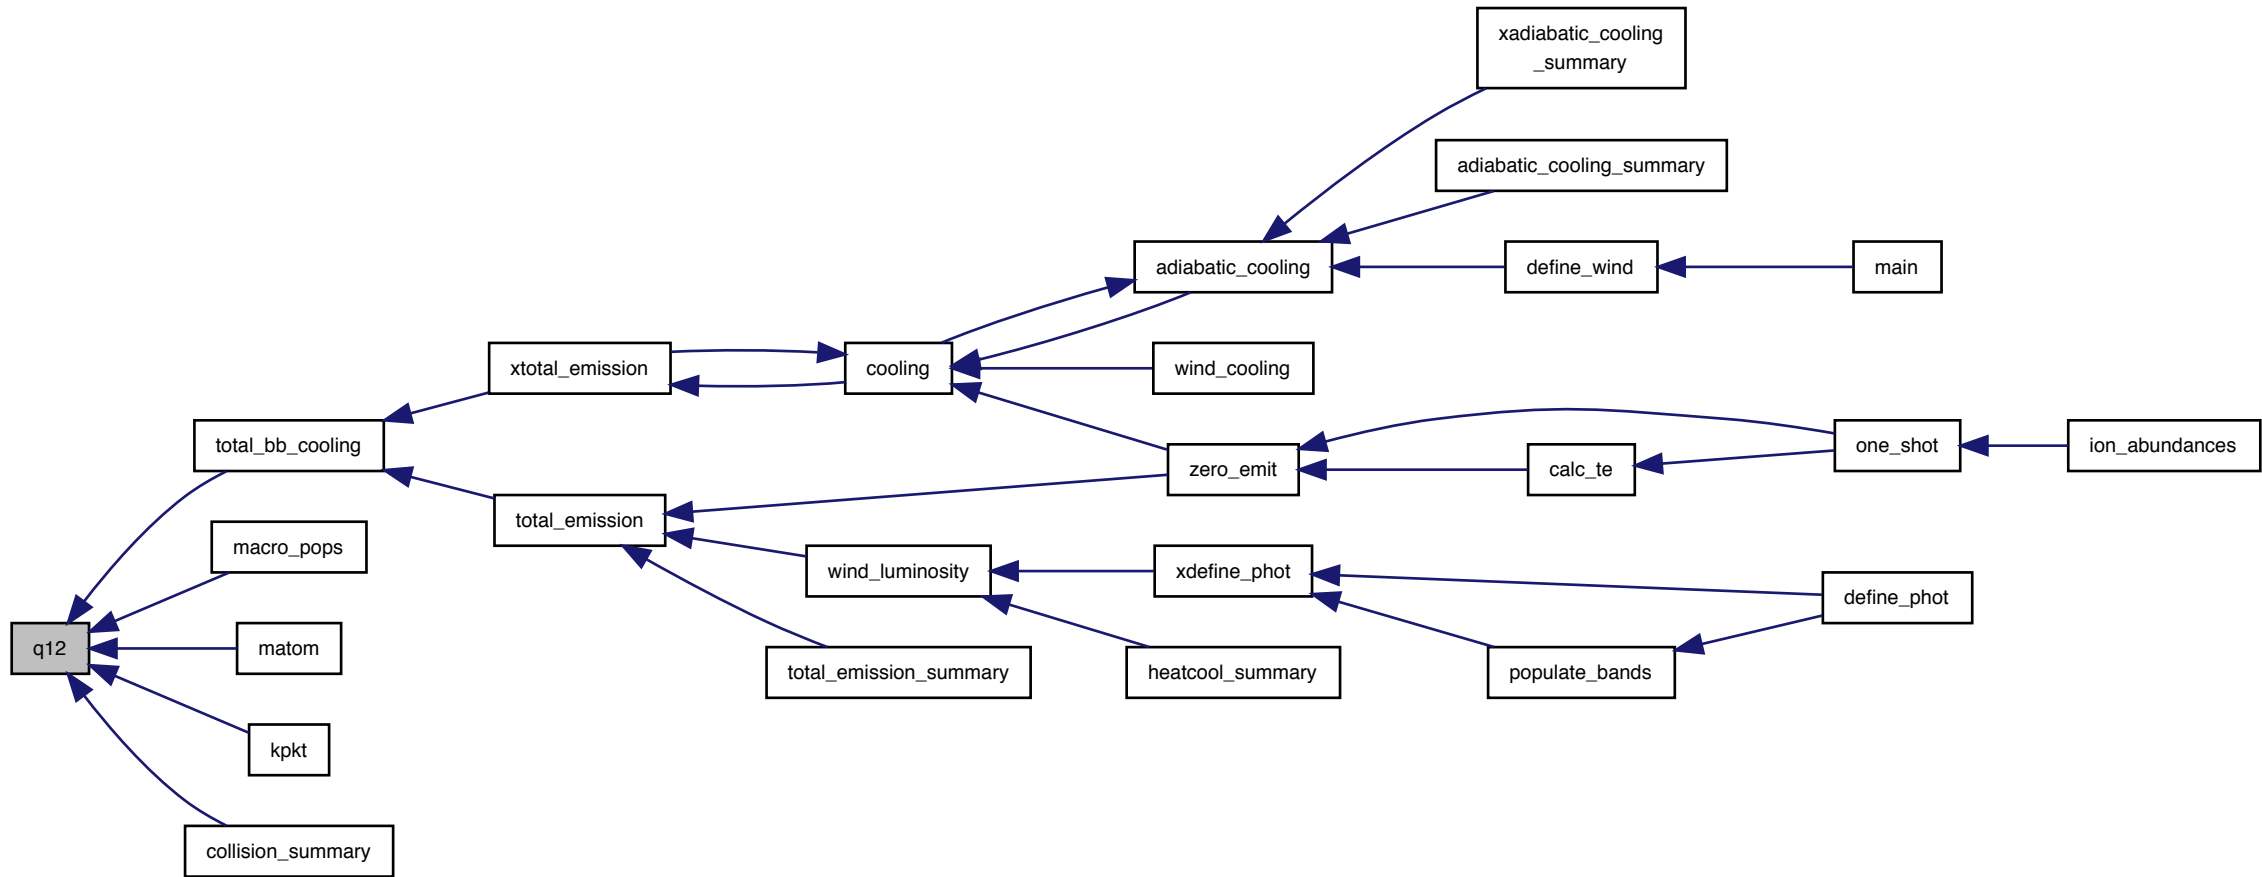 xadiabatic_cooling
_summary
adiabatic_cooling_summary
adiabatic_cooling
define_wind
main
xtotal_emission
cooling
wind_cooling
total_bb_cooling
zero_emit
calc_te
one_shot
ion_abundances
total_emission
macro_pops
wind_luminosity
xdefine_phot
define_phot
q12
matom
total_emission_summary
heatcool_summary
populate_bands
kpkt
collision_summary